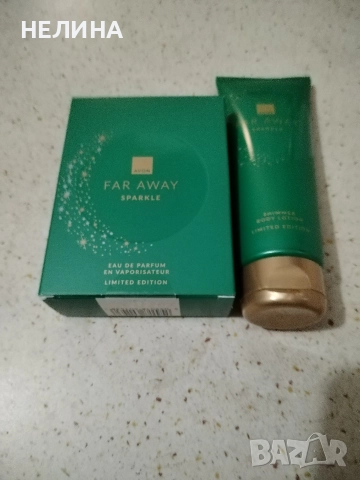 НЕЛИНА
AVON
FAR AWAY
SPARKLE
EAU DE PARFUM
EN VAPORISATEUR
LIMITED EDITION
AVON
FAR AWAY
SPARKLE
SHIMMER
BODY LOTION
LIMITED EDITION
BAZAR